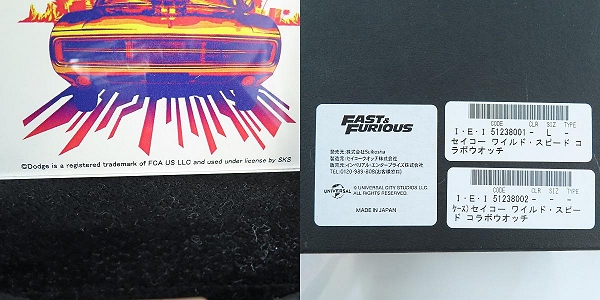 ©Dodge is a registered trademark of FCA US LLC and used under license by SKS
FAST &
FURIOUS
発売元:株式会社Sukosha
製造元:セイコーウオッチ株式会社
販売元:インペリアル・エンタープライズ株式会社
TEL:0120-989-808(お客様窓口)
UNIVERSAL
© UNIVERSAL CITY STUDIOS LLC.
ALL RIGHTS RESERVED.
MADE IN JAPAN
CODE CLR SIZ TYPE
I・E・I 51238001- L -
セイコー ワイルド・スピード コ
ラボウオッチ
CODE CLR SIZ TYPE
I・E・I 51238002- - -
ケース)セイコー ワイルド・スピー
ド コラボウオッチ